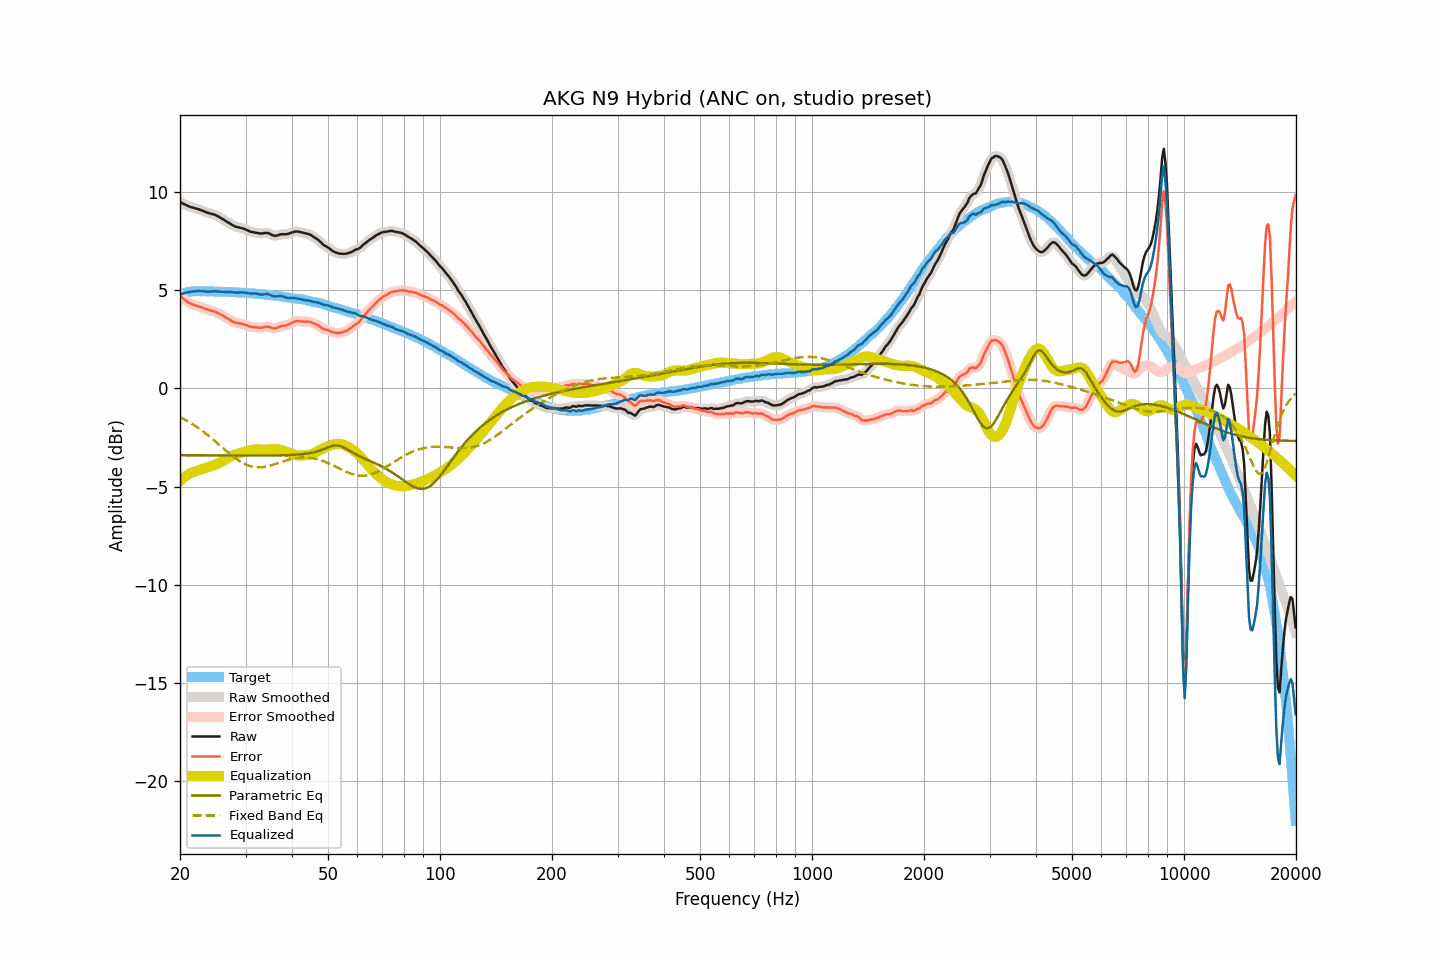 AKG N9 Hybrid (ANC on, studio preset)
Amplitude (dBr)
10
5
0
−5
−10
−15
−20
Target
Raw Smoothed
Error Smoothed
Raw
Error
Equalization
Parametric Eq
Fixed Band Eq
Equalized
20 50 100 200 500 1000 2000 5000 10000 20000
Frequency (Hz)